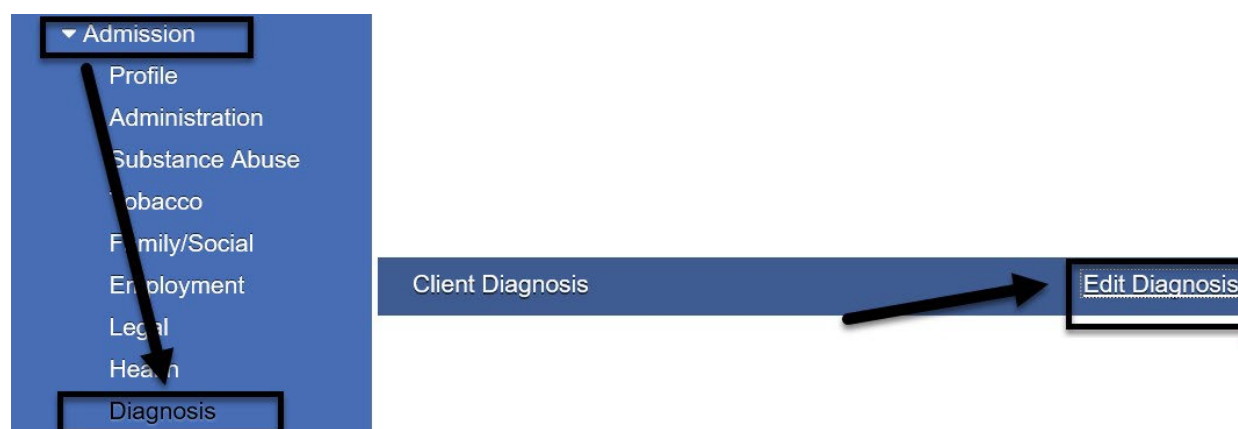 Admission
Profile
Administration
Substance Abuse
Tobacco
Family/Social
Employment
Legal
Health
Diagnosis
Client Diagnosis
Edit Diagnosis